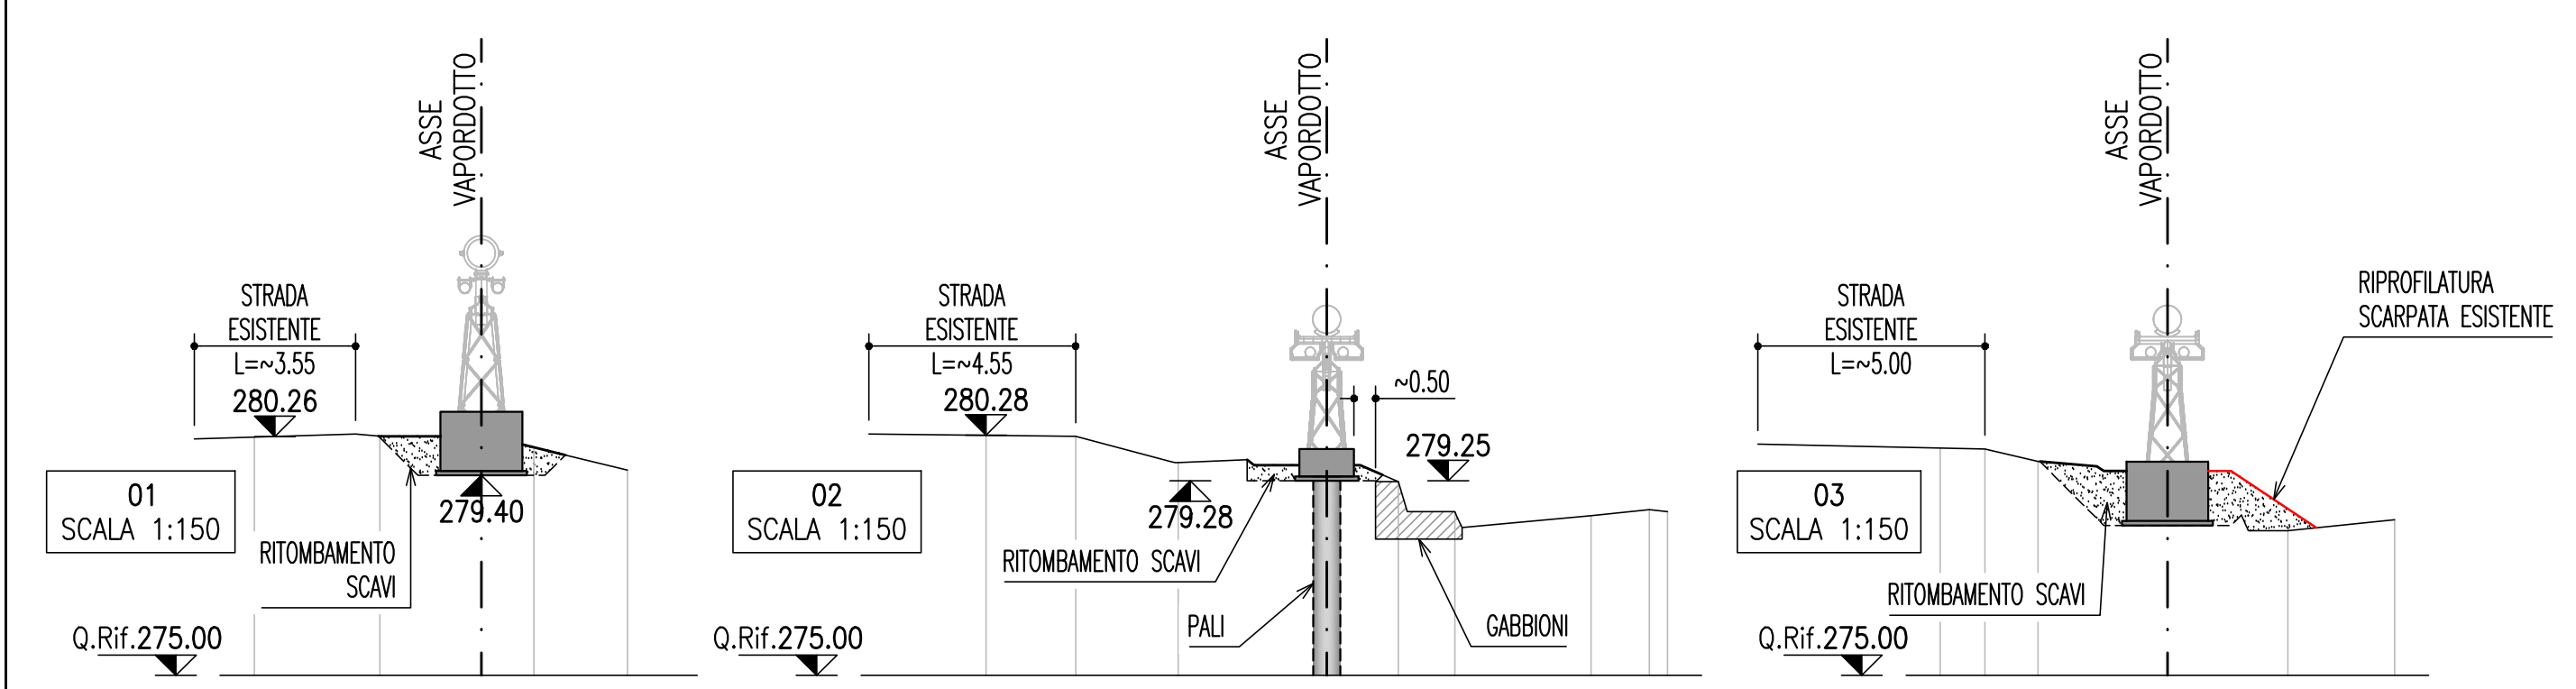 ASSE
VAPORDOTTO
STRADA
ESISTENTE
L=~3.55
280.26
279.40
01
SCALA 1:150
RITOMBAMENTO
SCAVI
Q.Rif.275.00
ASSE
VAPORDOTTO
STRADA
ESISTENTE
L=~4.55
280.28
~0.50
279.25
279.28
02
SCALA 1:150
RITOMBAMENTO SCAVI
PALI
GABBIONI
Q.Rif.275.00
ASSE
VAPORDOTTO
STRADA
ESISTENTE
L=~5.00
RIPROFILATURA
SCARPATA ESISTENTE
03
SCALA 1:150
RITOMBAMENTO SCAVI
Q.Rif.275.00